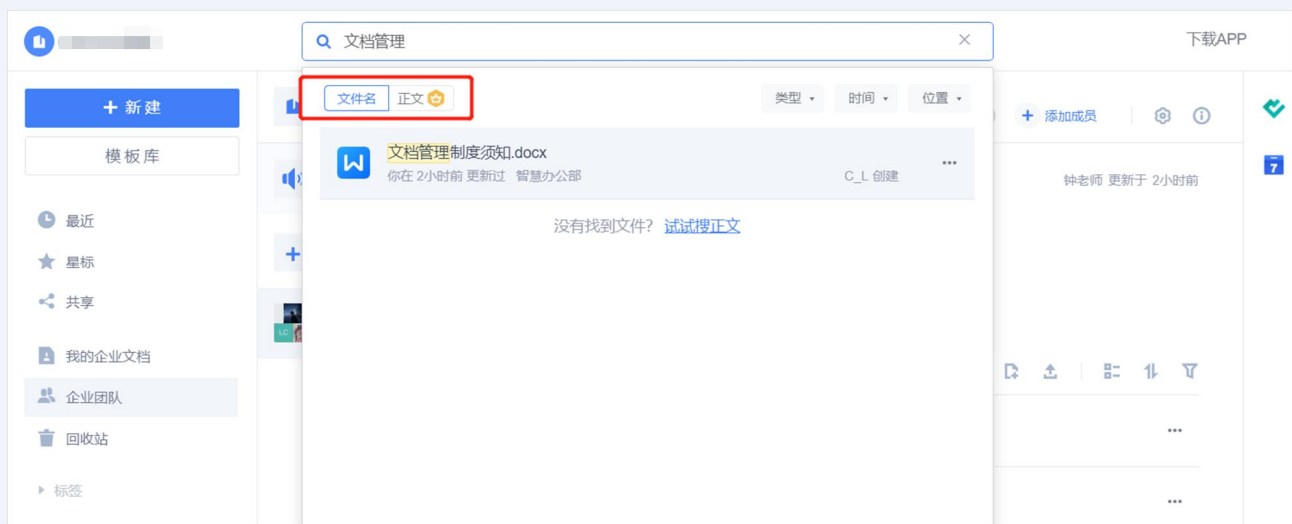 文档管理
下载APP
+ 新建
模板库
最近
星标
共享
我的企业文档
企业团队
回收站
标签
文件名 正文
类型 时间 位置
文档管理制度须知.docx
你在 2小时前 更新过 智慧办公部 C_L 创建
没有找到文件? 试试搜正文
+ 添加成员
7
钟老师 更新于 2小时前
LC